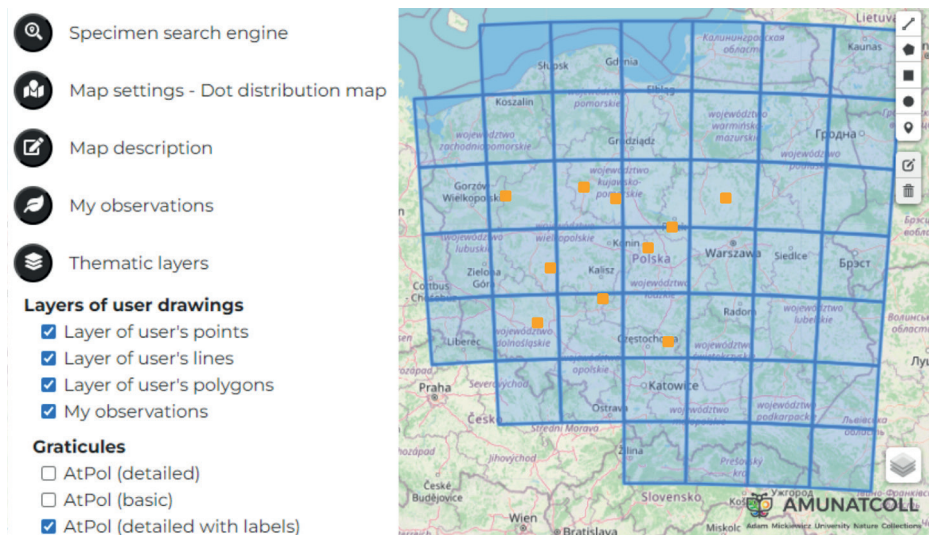 Specimen search engine
Map settings - Dot distribution map
Map description
My observations
Thematic layers
Layers of user drawings
Layer of user's points
Layer of user's lines
Layer of user's polygons
My observations
Graticules
AtPol (detailed)
AtPol (basic)
AtPol (detailed with labels)
Lietuva
Калининградская
область
Kaunas
Słupsk
Gdynia
Koszalin
województwo
pomorskie
Elbląg
województwo
zachodniopomorskie
Grudziądz
województwo
warmińsko-
mazurskie
Гродна
województwo
podlaskie
Gorzów
Wielkopolski
województwo
kujawsko-
pomorskie
województwo
lubuskie
województwo
wielkopolskie
Konin
Polska
Warszawa
Siedlce
Брэст
Zielona
Góra
Kalisz
Cottbus
województwo
łódzkie
Radom
województwo
lubelskie
Liberec
województwo
dolnośląskie
Częstochowa
województwo
świętokrzyskie
województwo
opolskie
Praha
Severovýchod
Katowice
Česko
Ostrava
województwo
podkarpackie
Střední Morava
Jihovýchod
Žilina
Prešovský
kraj
České
Budějovice
Slovensko
Ужгород
AMUNATCOLL
Adam Mickiewicz University Nature Collections
Wien
Bratislava
Miskolc